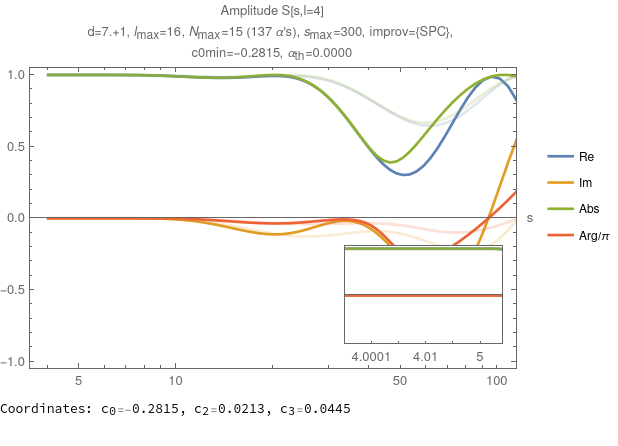 Amplitude S[s,l=4]
d=7.+1, lmax=16, Nmax=15 (137 α's), smax=300, improv={SPC},
c0min=-0.2815, αth=0.0000
1.0
0.5
0.0
-0.5
-1.0
s
Re
Im
Abs
Arg/π
4.0001 4.01 5
5 10 50 100
Coordinates: c0=-0.2815, c2=0.0213, c3=0.0445